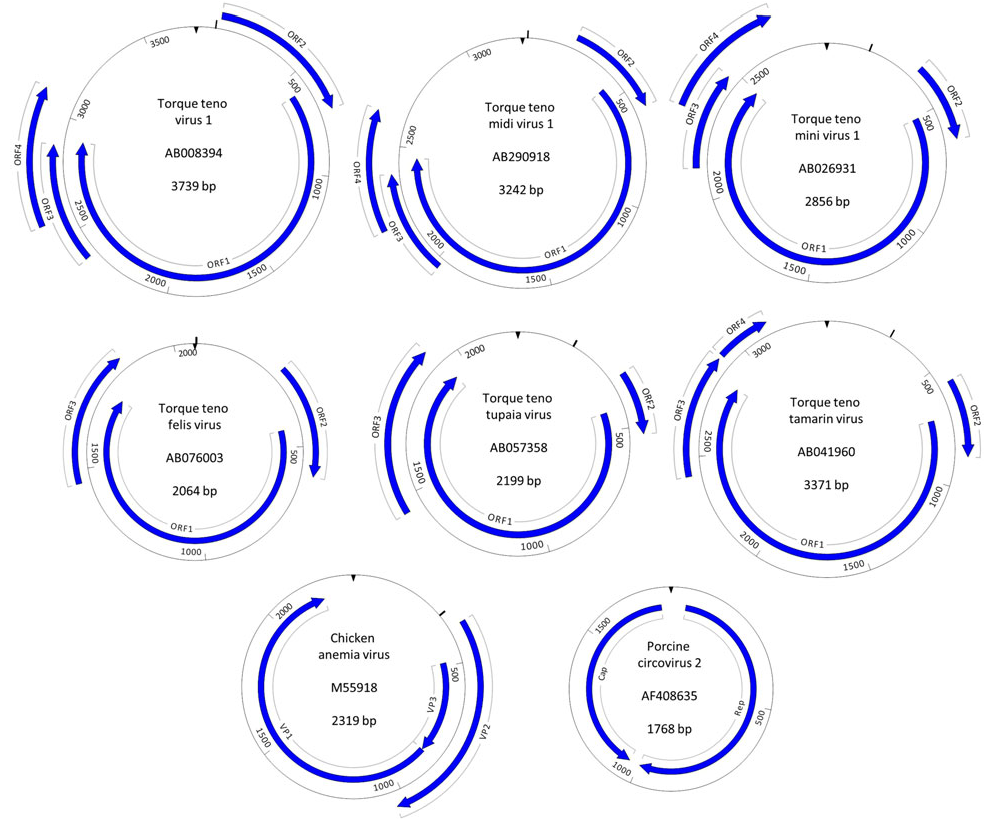 Torque teno
virus 1
AB008394
3739 bp
ORF1
ORF2
ORF3
ORF4
500
1000
1500
2000
2500
3000
3500
Torque teno
midi virus 1
AB290918
3242 bp
ORF1
ORF2
ORF3
ORF4
500
1000
1500
2000
2500
3000
Torque teno
mini virus 1
AB026931
2856 bp
ORF1
ORF2
ORF3
ORF4
500
1000
1500
2000
2500
Torque teno
felis virus
AB076003
2064 bp
ORF1
ORF2
ORF3
500
1000
1500
2000
Torque teno
tupaia virus
AB057358
2199 bp
ORF1
ORF2
ORF3
500
1000
1500
2000
Torque teno
tamarin virus
AB041960
3371 bp
ORF1
ORF2
ORF3
ORF4
500
1000
1500
2000
2500
3000
Chicken
anemia virus
M55918
2319 bp
VP1
VP2
VP3
500
1000
1500
2000
Porcine
circovirus 2
AF408635
1768 bp
Cap
Rep
500
1000
1500